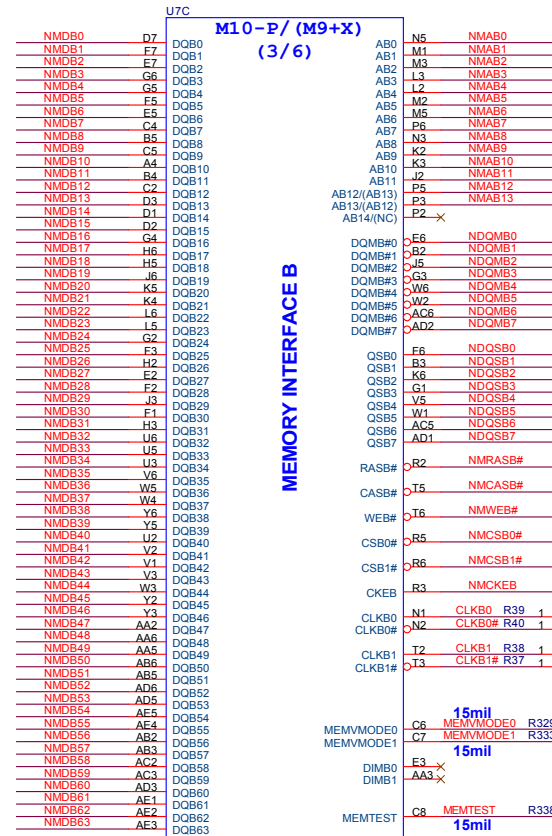 U7C
M10-P/(M9+X)
(3/6)
NMDB0 D7 DQB0
NMDB1 F7 DQB1
NMDB2 E7 DQB2
NMDB3 G6 DQB3
NMDB4 G5 DQB4
NMDB5 F5 DQB5
NMDB6 E5 DQB6
NMDB7 C4 DQB7
NMDB8 B5 DQB8
NMDB9 C5 DQB9
NMDB10 A4 DQB10
NMDB11 B4 DQB11
NMDB12 C2 DQB12
NMDB13 D3 DQB13
NMDB14 D1 DQB14
NMDB15 D2 DQB15
NMDB16 G4 DQB16
NMDB17 H6 DQB17
NMDB18 H5 DQB18
NMDB19 J6 DQB19
NMDB20 K5 DQB20
NMDB21 K4 DQB21
NMDB22 L6 DQB22
NMDB23 L5 DQB23
NMDB24 G2 DQB24
NMDB25 F3 DQB25
NMDB26 H2 DQB26
NMDB27 E2 DQB27
NMDB28 F2 DQB28
NMDB29 J3 DQB29
NMDB30 F1 DQB30
NMDB31 H3 DQB31
NMDB32 U6 DQB32
NMDB33 U5 DQB33
NMDB34 U3 DQB34
NMDB35 V6 DQB35
NMDB36 W5 DQB36
NMDB37 W4 DQB37
NMDB38 Y6 DQB38
NMDB39 Y5 DQB39
NMDB40 U2 DQB40
NMDB41 V2 DQB41
NMDB42 V1 DQB42
NMDB43 V3 DQB43
NMDB44 W3 DQB44
NMDB45 Y2 DQB45
NMDB46 Y3 DQB46
NMDB47 AA2 DQB47
NMDB48 AA6 DQB48
NMDB49 AA5 DQB49
NMDB50 AB6 DQB50
NMDB51 AB5 DQB51
NMDB52 AD6 DQB52
NMDB53 AD5 DQB53
NMDB54 AE5 DQB54
NMDB55 AE4 DQB55
NMDB56 AB2 DQB56
NMDB57 AB3 DQB57
NMDB58 AC2 DQB58
NMDB59 AC3 DQB59
NMDB60 AD3 DQB60
NMDB61 AE1 DQB61
NMDB62 AE2 DQB62
NMDB63 AE3 DQB63
MEMORY INTERFACE B
AB0 N5 NMAB0
AB1 M1 NMAB1
AB2 M3 NMAB2
AB3 L3 NMAB3
AB4 L2 NMAB4
AB5 M2 NMAB5
AB6 M5 NMAB6
AB7 P6 NMAB7
AB8 N3 NMAB8
AB9 K2 NMAB9
AB10 K3 NMAB10
AB11 J2 NMAB11
AB12/(AB13) P5 NMAB12
AB13/(AB12) P3 NMAB13
AB14/(NC) P2
DQMB#0 E6 NDQMB0
DQMB#1 B2 NDQMB1
DQMB#2 J5 NDQMB2
DQMB#3 G3 NDQMB3
DQMB#4 W6 NDQMB4
DQMB#5 W2 NDQMB5
DQMB#6 AC6 NDQMB6
DQMB#7 AD2 NDQMB7
QSB0 F6 NDQSB0
QSB1 B3 NDQSB1
QSB2 K6 NDQSB2
QSB3 G1 NDQSB3
QSB4 V5 NDQSB4
QSB5 W1 NDQSB5
QSB6 AC5 NDQSB6
QSB7 AD1 NDQSB7
RASB# R2 NMRASB#
CASB# T5 NMCASB#
WEB# T6 NMWEB#
CSB0# R5 NMCSB0#
CSB1# R6 NMCSB1#
CKEB R3 NMCKEB
CLKB0 N1 CLKB0 R39 1
CLKB0# N2 CLKB0# R40 1
CLKB1 T2 CLKB1 R38 1
CLKB1# T3 CLKB1# R37 1
15mil
MEMVMODE0 C6 MEMVMODE0 R329
MEMVMODE1 C7 MEMVMODE1 R333
15mil
DIMB0 E3
DIMB1 AA3
MEMTEST C8 MEMTEST R338
15mil